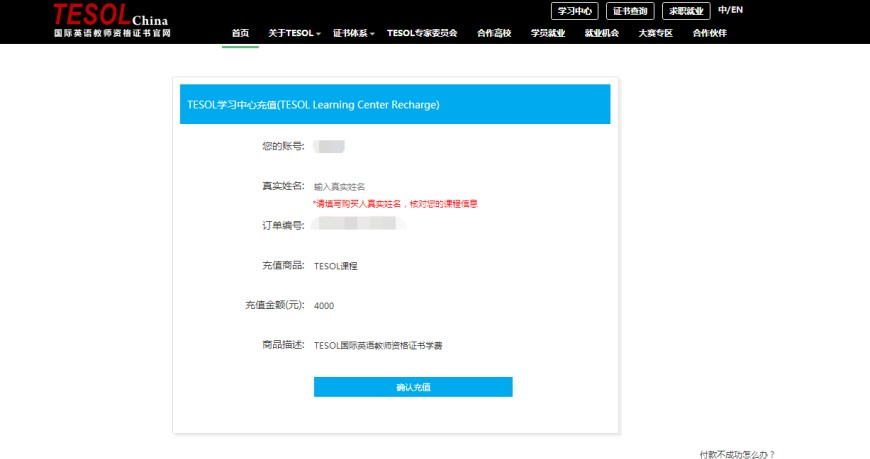 TESOL China
国际英语教师资格证书官网
学习中心 证书查询 求职就业 中/EN
首页 关于TESOL 证书体系 TESOL专家委员会 合作高校 学员就业 就业机会 大赛专区 合作伙伴
TESOL学习中心充值(TESOL Learning Center Recharge)
您的账号:
真实姓名: 输入真实姓名
*请填写购买人真实姓名，核对您的课程信息
订单编号:
充值商品: TESOL课程
充值金额(元): 4000
商品描述: TESOL国际英语教师资格证书学费
确认充值
付款不成功怎么办？